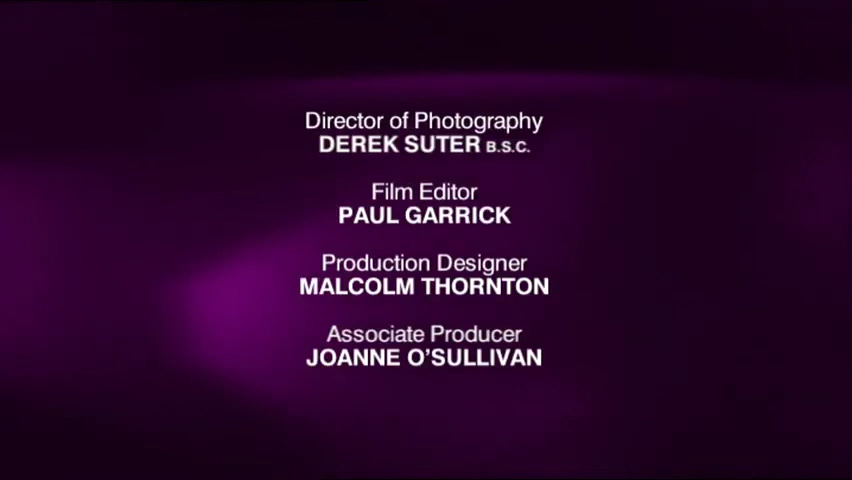 Director of Photography
DEREK SUTER B.S.C.
Film Editor
PAUL GARRICK
Production Designer
MALCOLM THORNTON
Associate Producer
JOANNE O'SULLIVAN